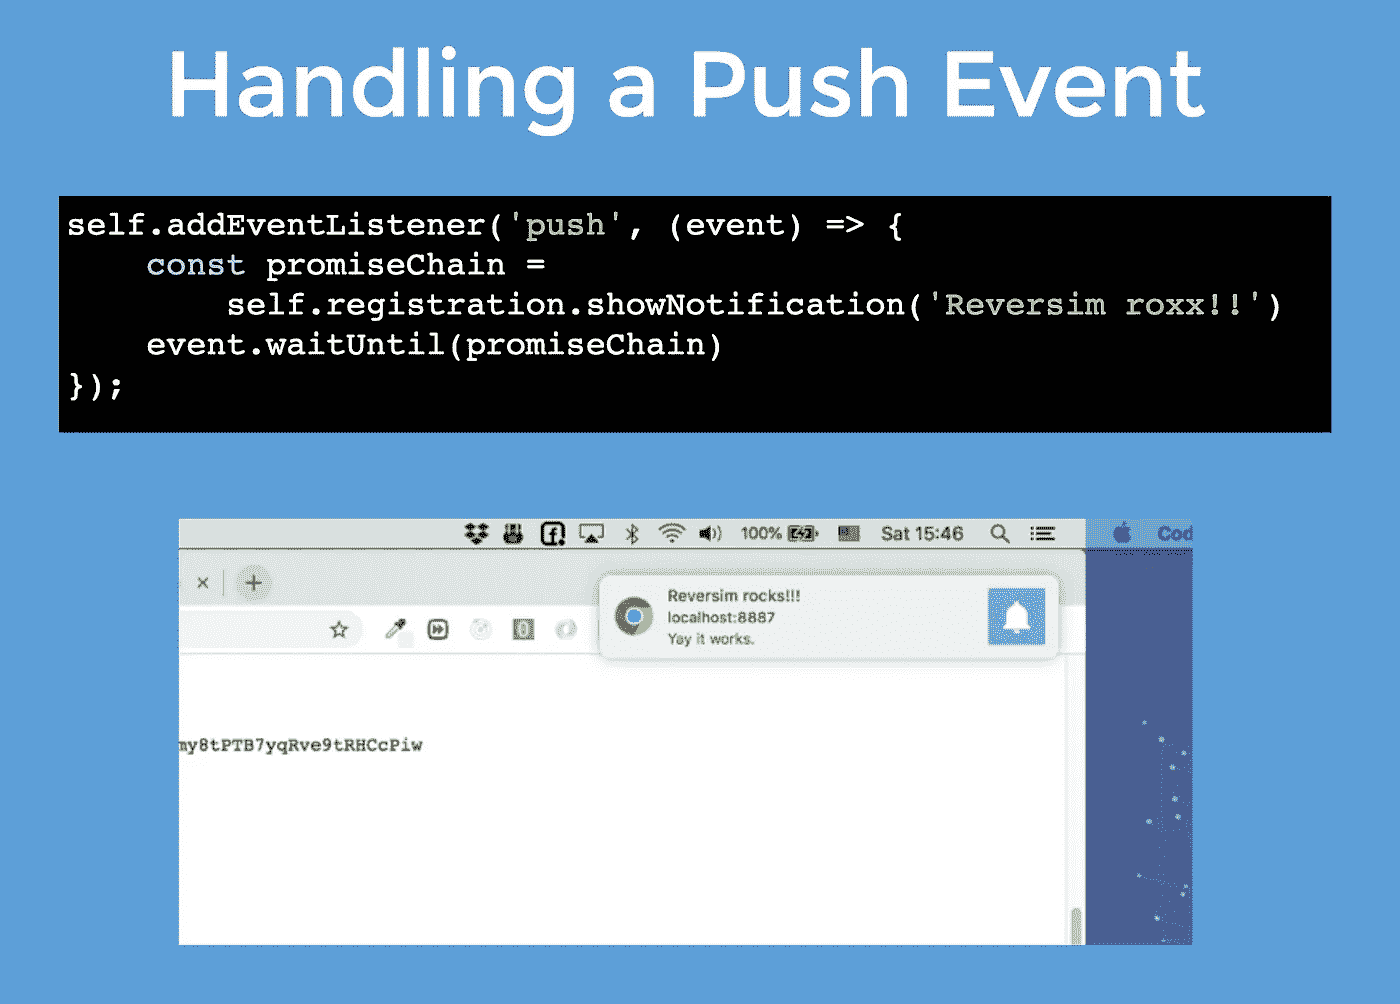 Handling a Push Event
self.addEventListener('push', (event) => {
    const promiseChain =
        self.registration.showNotification('Reversim roxx!!')
    event.waitUntil(promiseChain)
});
100% Sat 15:46 Cod
Reversim rocks!!!
localhost:8887
Yay it works.
my8tPTB7yqRve9tRHCcPiw